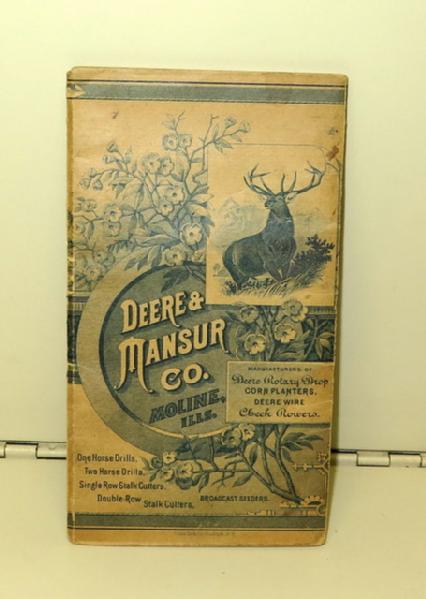 DEERE &
MANSUR
CO.
MOLINE,
ILLS.
MANUFACTURERS OF
Deere Rotary Drop
CORN PLANTERS,
DEERE WIRE
Check Rowers.
One Horse Drills,
Two Horse Drills,
Single Row Stalk Cutters,
Double-Row
Stalk Cutters,
BROADCAST SEEDERS.